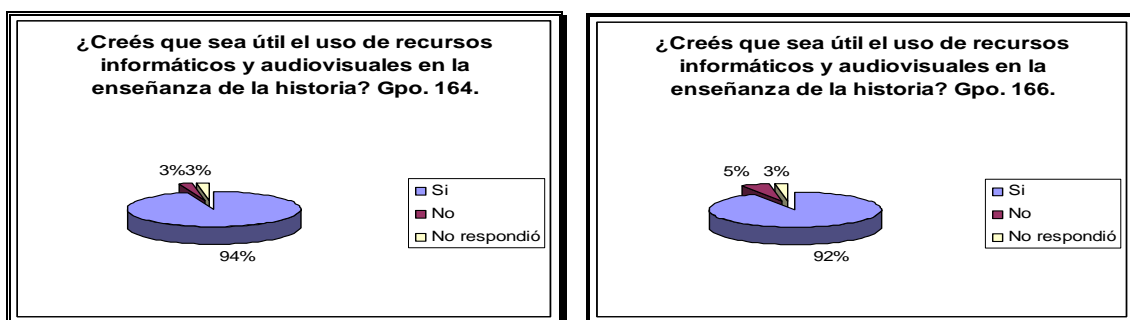 ¿Creés que sea útil el uso de recursos
informáticos y audiovisuales en la
enseñanza de la historia? Gpo. 164.
3%3%
Si
No
No respondió
94%
¿Creés que sea útil el uso de recursos
informáticos y audiovisuales en la
enseñanza de la historia? Gpo. 166.
5% 3%
Si
No
No respondió
92%